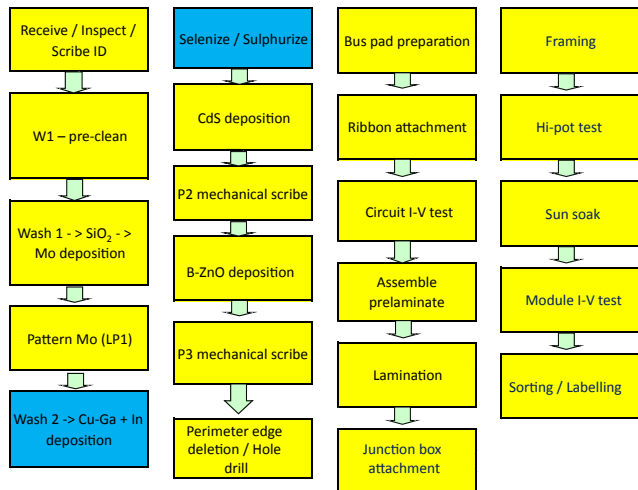 Receive / Inspect /
Scribe ID
W1 – pre-clean
Wash 1 - > SiO₂ - >
Mo deposition
Pattern Mo (LP1)
Wash 2 -> Cu-Ga + In
deposition
Selenize / Sulphurize
CdS deposition
P2 mechanical scribe
B-ZnO deposition
P3 mechanical scribe
Perimeter edge
deletion / Hole
drill
Bus pad preparation
Ribbon attachment
Circuit I-V test
Assemble
prelaminate
Lamination
Junction box
attachment
Framing
Hi-pot test
Sun soak
Module I-V test
Sorting / Labelling